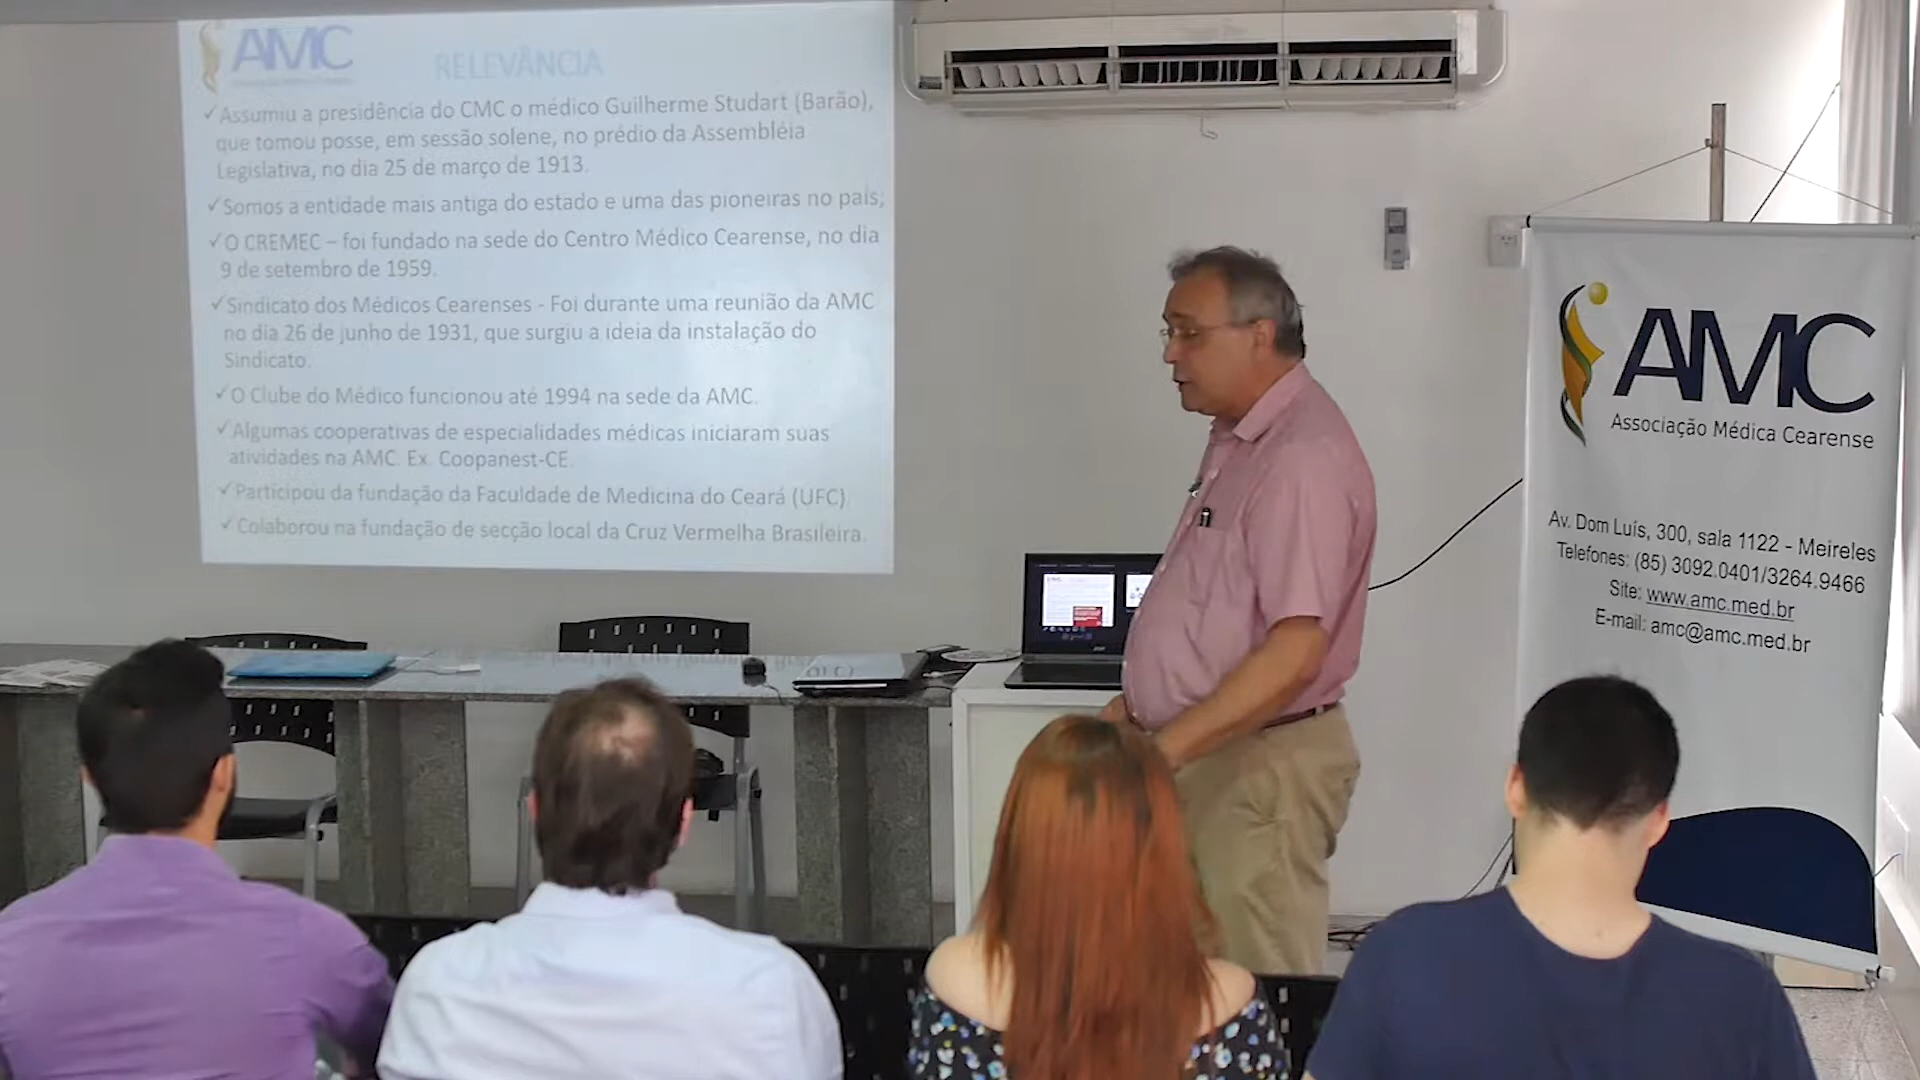 AMC
RELEVÂNCIA
✓Assumiu a presidência do CMC o médico Guilherme Studart (Barão),
que tomou posse, em sessão solene, no prédio da Assembléia
Legislativa, no dia 25 de março de 1913.
✓Somos a entidade mais antiga do estado e uma das pioneiras no país;
✓O CREMEC – foi fundado na sede do Centro Médico Cearense, no dia
9 de setembro de 1959.
✓Sindicato dos Médicos Cearenses - Foi durante uma reunião da AMC
no dia 26 de junho de 1931, que surgiu a ideia da instalação do
Sindicato.
✓O Clube do Médico funcionou até 1994 na sede da AMC.
✓Algumas cooperativas de especialidades médicas iniciaram suas
atividades na AMC. Ex. Coopanest-CE.
✓Participou da fundação da Faculdade de Medicina do Ceará (UFC)
✓Colaborou na fundação de secção local da Cruz Vermelha Brasileira.
AMC
Associação Médica Cearense
Av. Dom Luís, 300, sala 1122 - Meireles
Telefones: (85) 3092.0401/3264.9466
Site: www.amc.med.br
E-mail: amc@amc.med.br